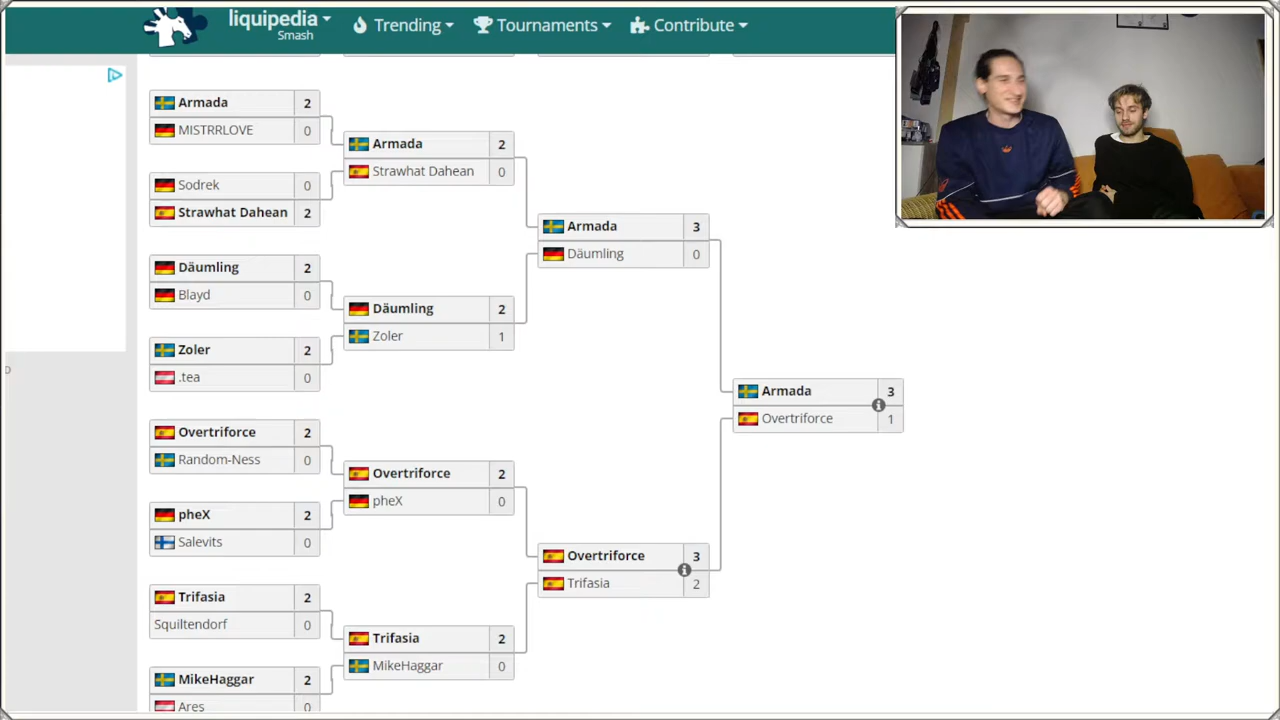 liquipedia
Smash
Trending
Tournaments
Contribute
Armada 2
MISTRRLOVE 0
Sodrek 0
Strawhat Dahean 2
Däumling 2
Blayd 0
Zoler 2
.tea 0
Overtriforce 2
Random-Ness 0
pheX 2
Salevits 0
Trifasia 2
Squiltendorf 0
MikeHaggar 2
Ares 0
Armada 2
Strawhat Dahean 0
Däumling 2
Zoler 1
Overtriforce 2
pheX 0
Trifasia 2
MikeHaggar 0
Armada 3
Däumling 0
Overtriforce 3
Trifasia 2
Armada 3
Overtriforce 1